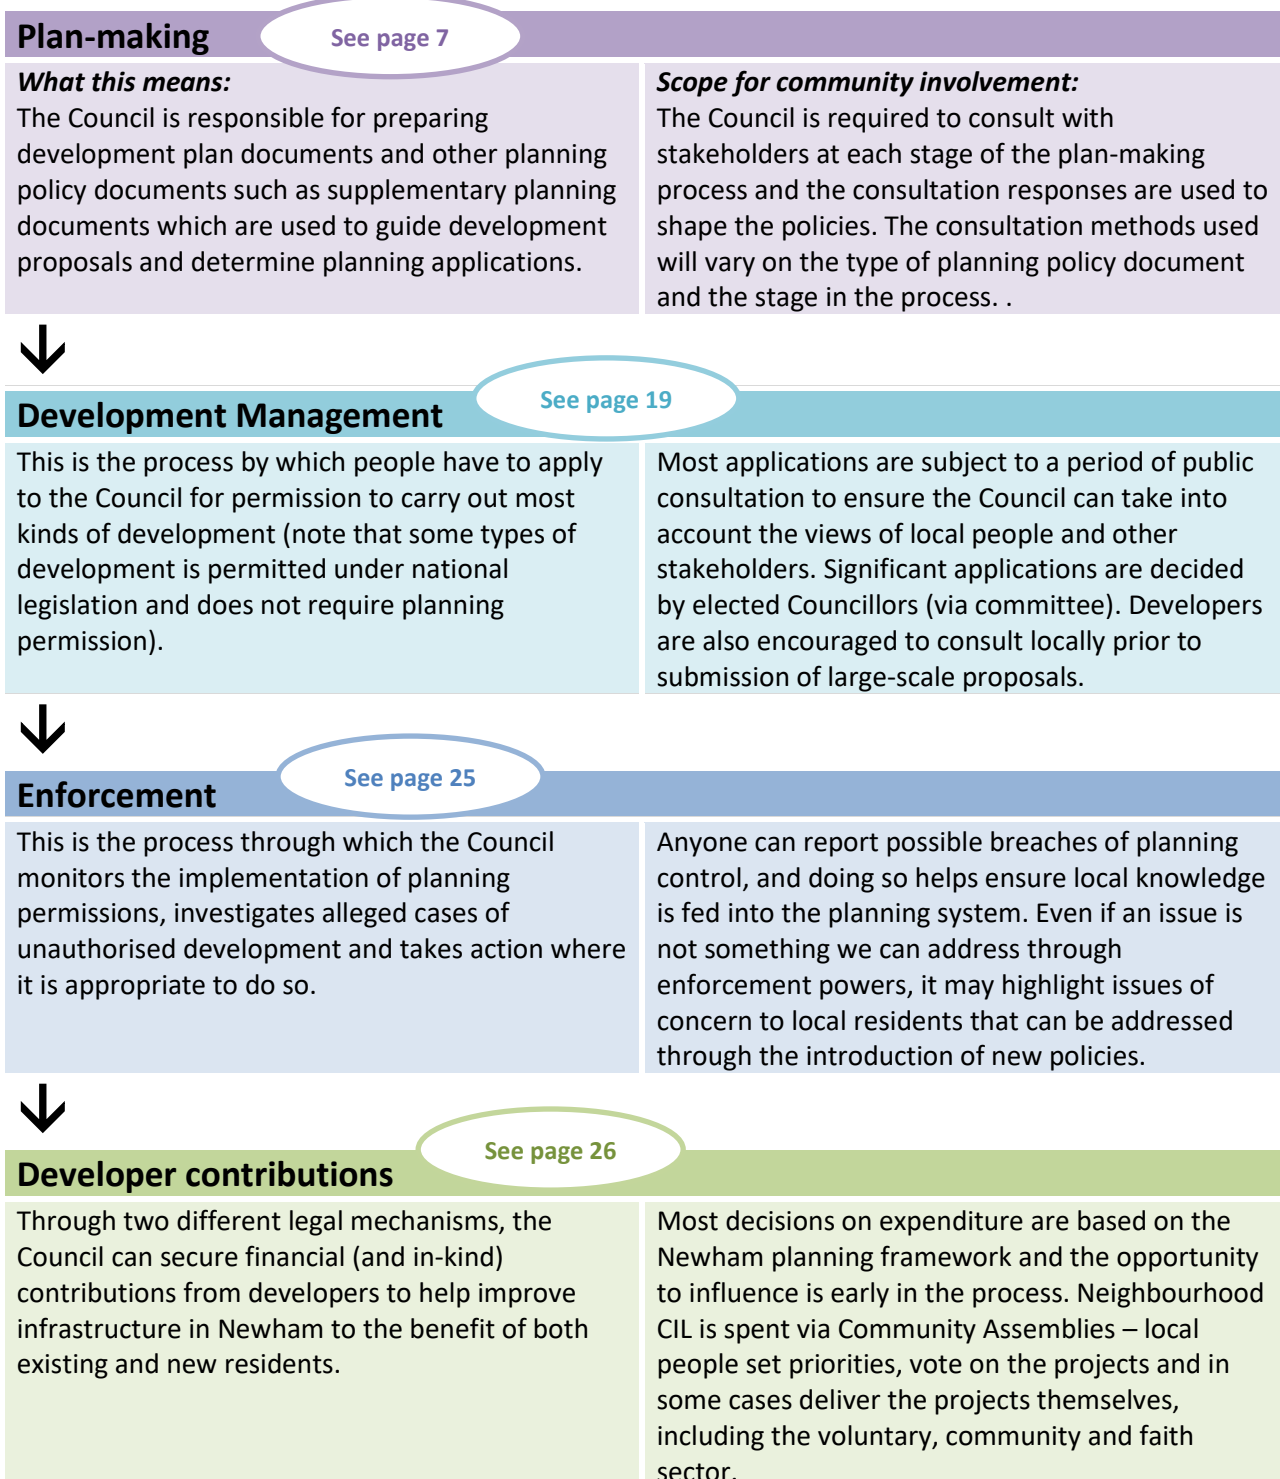 Plan-making
See page 7
What this means:
The Council is responsible for preparing
development plan documents and other planning
policy documents such as supplementary planning
documents which are used to guide development
proposals and determine planning applications.
Scope for community involvement:
The Council is required to consult with
stakeholders at each stage of the plan-making
process and the consultation responses are used to
shape the policies. The consultation methods used
will vary on the type of planning policy document
and the stage in the process. .
Development Management
See page 19
This is the process by which people have to apply
to the Council for permission to carry out most
kinds of development (note that some types of
development is permitted under national
legislation and does not require planning
permission).
Most applications are subject to a period of public
consultation to ensure the Council can take into
account the views of local people and other
stakeholders. Significant applications are decided
by elected Councillors (via committee). Developers
are also encouraged to consult locally prior to
submission of large-scale proposals.
Enforcement
See page 25
This is the process through which the Council
monitors the implementation of planning
permissions, investigates alleged cases of
unauthorised development and takes action where
it is appropriate to do so.
Anyone can report possible breaches of planning
control, and doing so helps ensure local knowledge
is fed into the planning system. Even if an issue is
not something we can address through
enforcement powers, it may highlight issues of
concern to local residents that can be addressed
through the introduction of new policies.
Developer contributions
See page 26
Through two different legal mechanisms, the
Council can secure financial (and in-kind)
contributions from developers to help improve
infrastructure in Newham to the benefit of both
existing and new residents.
Most decisions on expenditure are based on the
Newham planning framework and the opportunity
to influence is early in the process. Neighbourhood
CIL is spent via Community Assemblies – local
people set priorities, vote on the projects and in
some cases deliver the projects themselves,
including the voluntary, community and faith
sector.